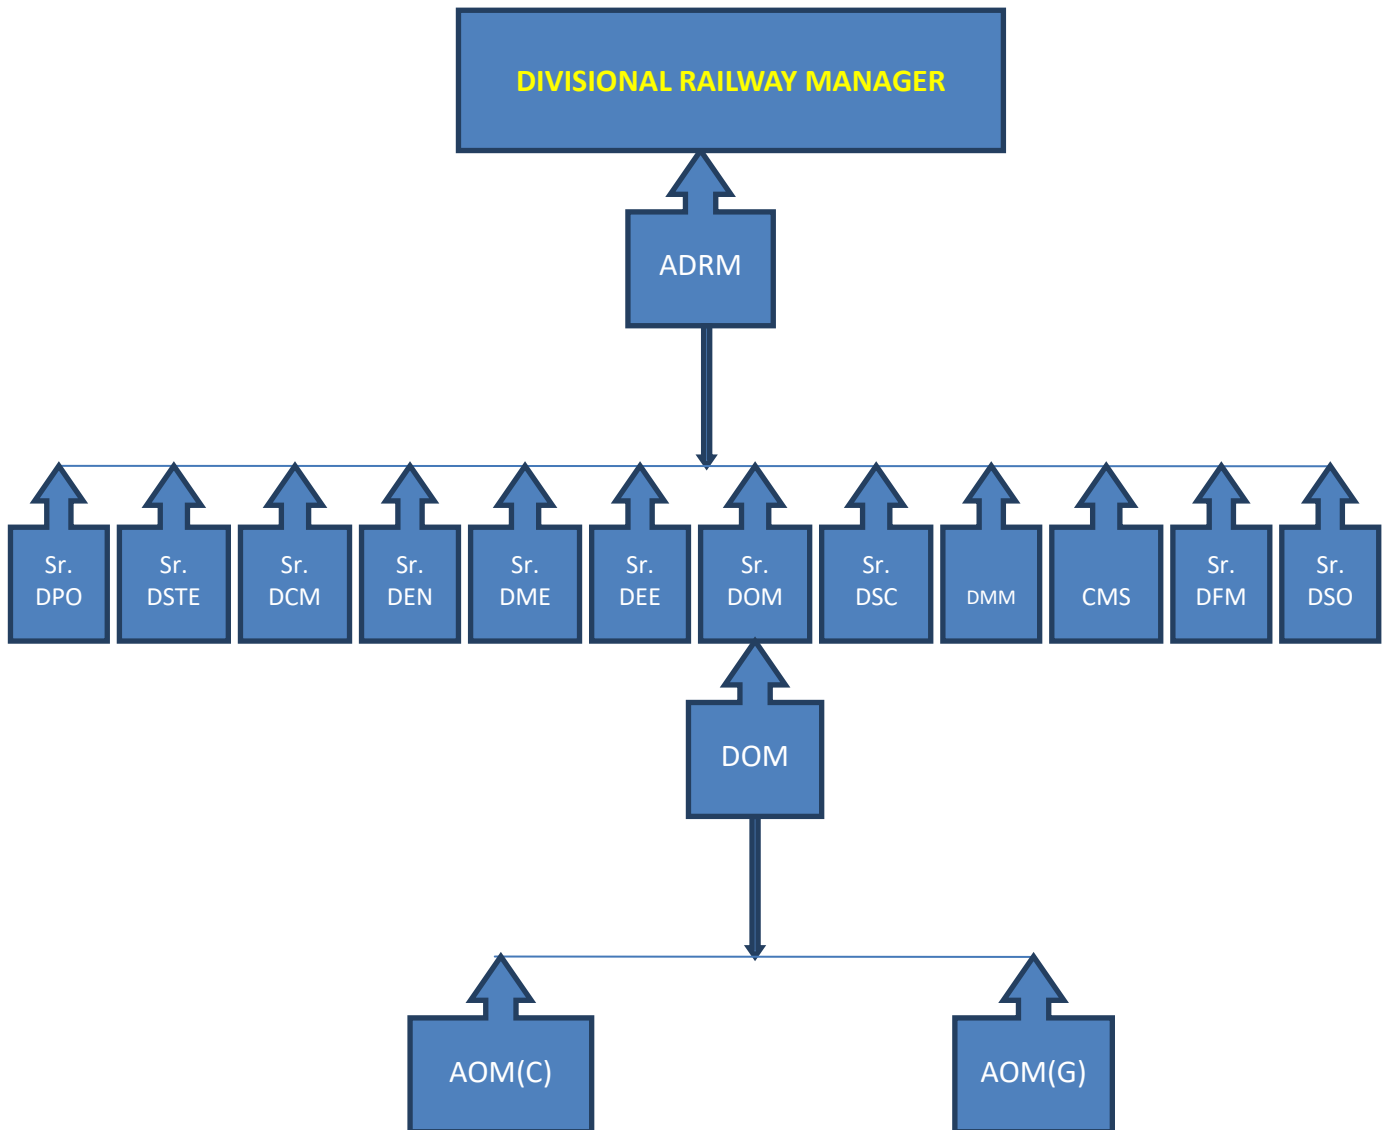 DIVISIONAL RAILWAY MANAGER
ADRM
Sr.
DPO
Sr.
DSTE
Sr.
DCM
Sr.
DEN
Sr.
DME
Sr.
DEE
Sr.
DOM
Sr.
DSC
DMM
CMS
Sr.
DFM
Sr.
DSO
DOM
AOM(C)
AOM(G)